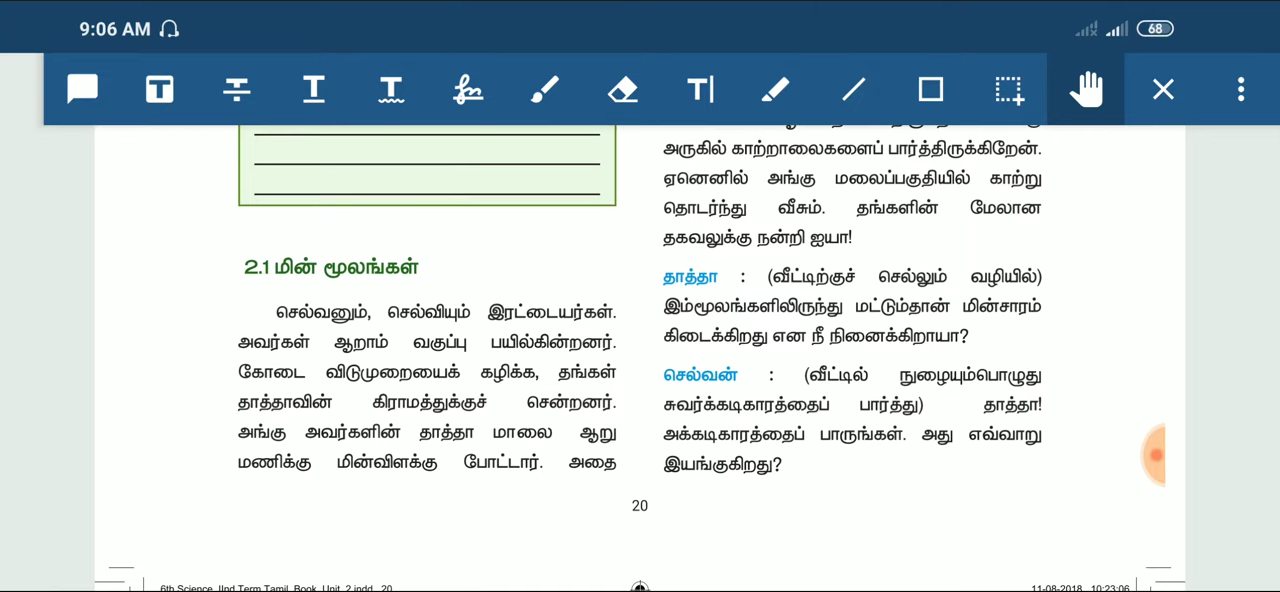 9:06 AM
68
2.1 மின் மூலங்கள்
செல்வனும், செல்வியும் இரட்டையர்கள்.
அவர்கள் ஆறாம் வகுப்பு பயில்கின்றனர்.
கோடை விடுமுறையைக் கழிக்க, தங்கள்
தாத்தாவின் கிராமத்துக்குச் சென்றனர்.
அங்கு அவர்களின் தாத்தா மாலை ஆறு
மணிக்கு மின்விளக்கு போட்டார். அதை
அருகில் காற்றாலைகளைப் பார்த்திருக்கிறேன்.
ஏனெனில் அங்கு மலைப்பகுதியில் காற்று
தொடர்ந்து வீசும். தங்களின் மேலான
தகவலுக்கு நன்றி ஐயா!
தாத்தா : (வீட்டிற்குச் செல்லும் வழியில்)
இம்மூலங்களிலிருந்து மட்டும்தான் மின்சாரம்
கிடைக்கிறது என நீ நினைக்கிறாயா?
செல்வன் : (வீட்டில் நுழையும்பொழுது
சுவர்க்கடிகாரத்தைப் பார்த்து) தாத்தா!
அக்கடிகாரத்தைப் பாருங்கள். அது எவ்வாறு
இயங்குகிறது?
20
6th Science_IInd Term Tamil_Book_Unit_2.indd 20
11-08-2018 10:23:06